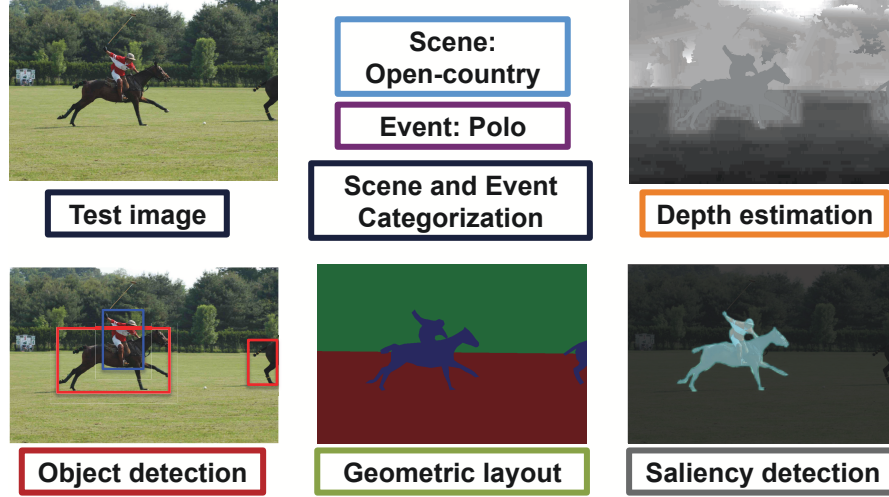 Scene:
Open-country
Event: Polo
Scene and Event
Categorization
Test image
Depth estimation
Object detection
Geometric layout
Saliency detection